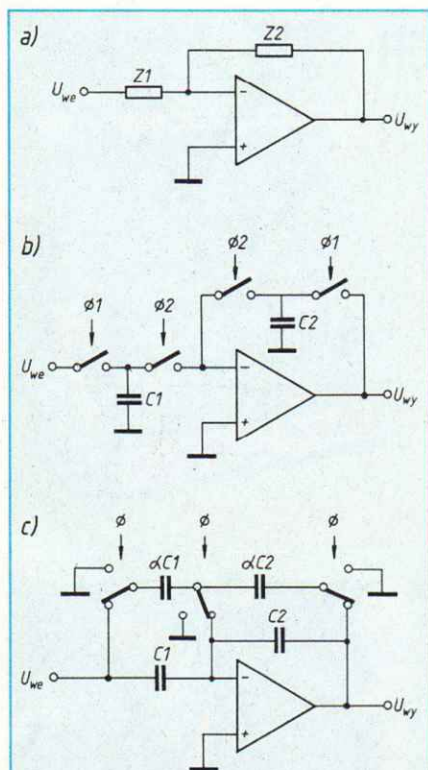 a)
Z2
Z1
U_we
-
+
U_wy
b)
ø2 ø1
ø1 ø2
C2
U_we
-
C1
+
U_wy
c)
ø ø ø
αC1 αC2
C2
C1
U_we
-
+
U_wy